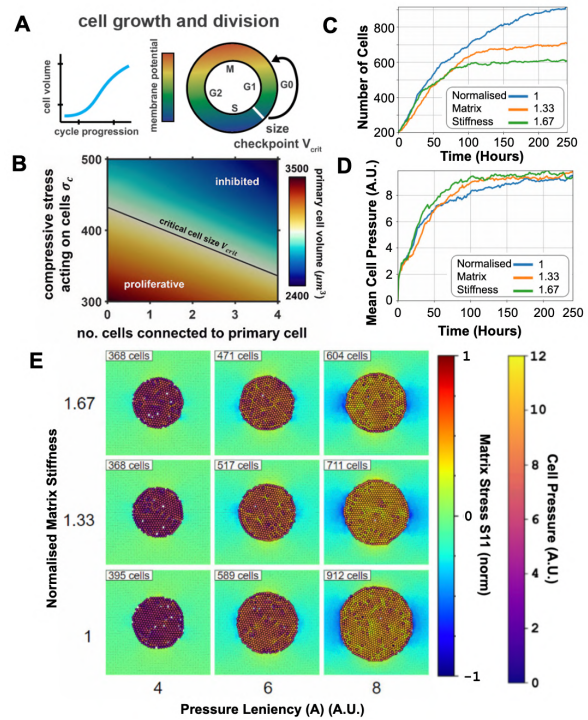 A
cell growth and division
cell volume
cycle progression
membrane potential
M
G2
G1
G0
S
size
checkpoint Vcrit
B
compressive stress
acting on cells σc
500
400
300
inhibited
critical cell size Vcrit
proliferative
0 1 2 3 4
no. cells connected to primary cell
3500
2400
primary cell volume (μm³)
C
Number of Cells
800
600
400
200
Normalised 1
Matrix 1.33
Stiffness 1.67
0 50 100 150 200 250
Time (Hours)
D
Mean Cell Pressure (A.U.)
8
6
4
2
0
Normalised 1
Matrix 1.33
Stiffness 1.67
0 50 100 150 200 250
Time (Hours)
E
Normalised Matrix Stiffness
1.67
368 cells
471 cells
604 cells
1.33
368 cells
517 cells
711 cells
1
395 cells
589 cells
912 cells
4 6 8
Pressure Leniency (A) (A.U.)
1
0
-1
Matrix Stress S11 (norm)
12
10
8
6
4
2
0
Cell Pressure (A.U.)